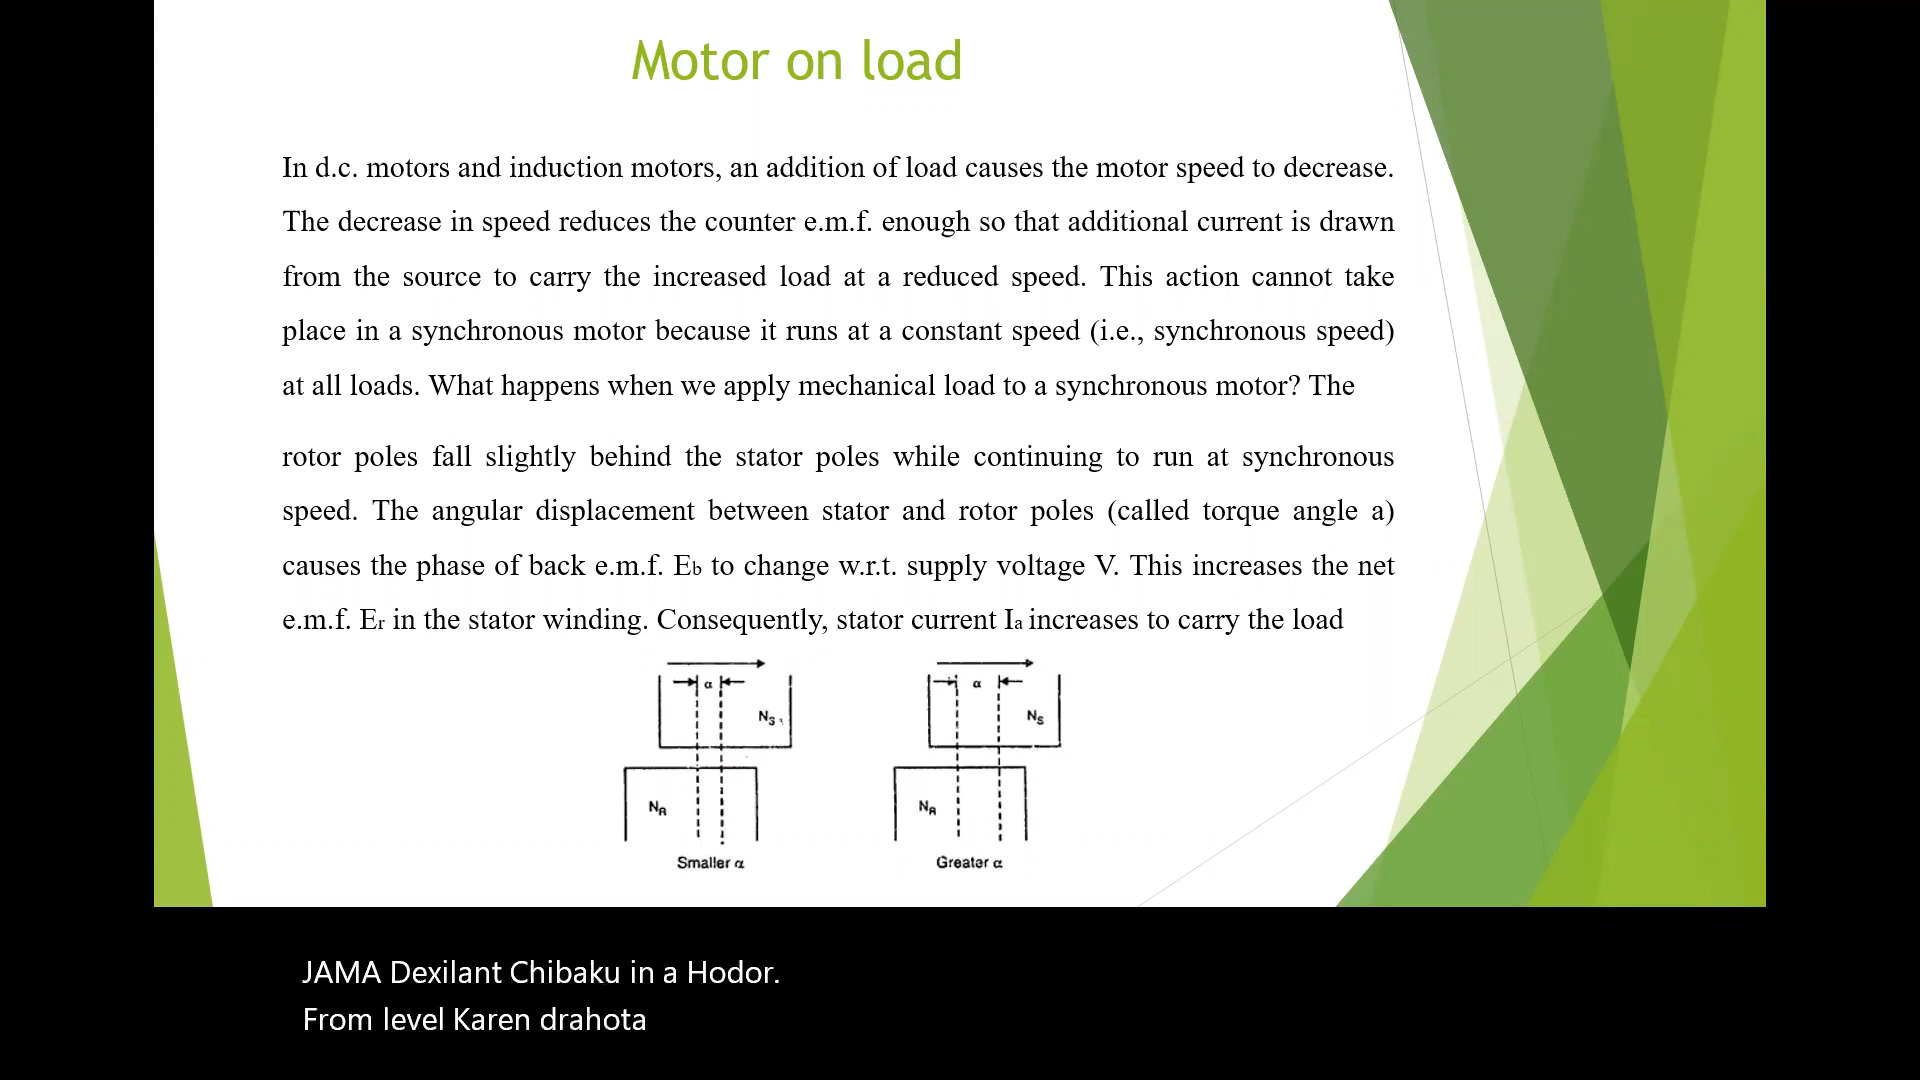 Motor on load
In d.c. motors and induction motors, an addition of load causes the motor speed to decrease.
The decrease in speed reduces the counter e.m.f. enough so that additional current is drawn
from the source to carry the increased load at a reduced speed. This action cannot take
place in a synchronous motor because it runs at a constant speed (i.e., synchronous speed)
at all loads. What happens when we apply mechanical load to a synchronous motor? The
rotor poles fall slightly behind the stator poles while continuing to run at synchronous
speed. The angular displacement between stator and rotor poles (called torque angle a)
causes the phase of back e.m.f. Eb to change w.r.t. supply voltage V. This increases the net
e.m.f. Er in the stator winding. Consequently, stator current Ia increases to carry the load
α
NS
NR
Smaller α
α
NS
NR
Greater α
JAMA Dexilant Chibaku in a Hodor.
From level Karen drahota